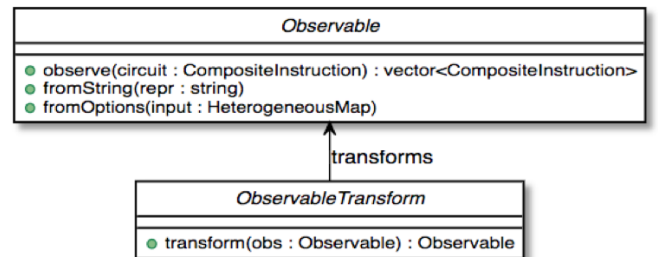 Observable
observe(circuit : CompositeInstruction) : vector<CompositeInstruction>
fromString(repr : string)
fromOptions(input : HeterogeneousMap)
transforms
ObservableTransform
transform(obs : Observable) : Observable